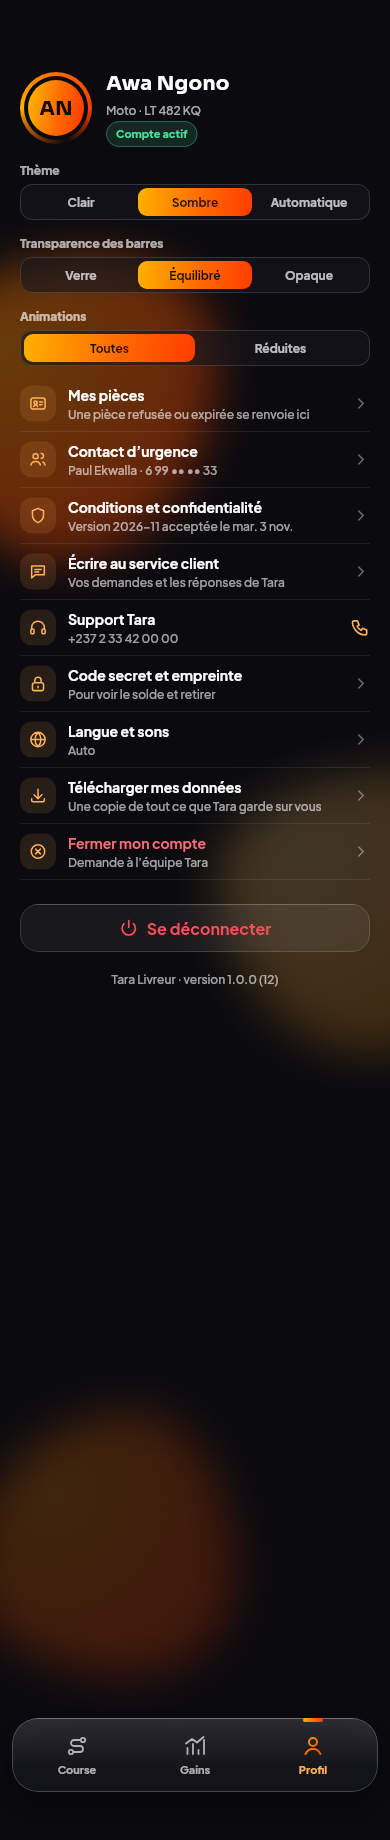 AN
Awa Ngono
Moto · LT 482 KQ
Compte actif
Thème
Clair
Sombre
Automatique
Transparence des barres
Verre
Équilibré
Opaque
Animations
Toutes
Réduites
Mes pièces
Une pièce refusée ou expirée se renvoie ici
Contact d’urgence
Paul Ekwalla · 6 99 •• •• 33
Conditions et confidentialité
Version 2026-11 acceptée le mar. 3 nov.
Écrire au service client
Vos demandes et les réponses de Tara
Support Tara
+237 2 33 42 00 00
Code secret et empreinte
Pour voir le solde et retirer
Langue et sons
Auto
Télécharger mes données
Une copie de tout ce que Tara garde sur vous
Fermer mon compte
Demande à l’équipe Tara
Se déconnecter
Tara Livreur · version 1.0.0 (12)
Course
Gains
Profil